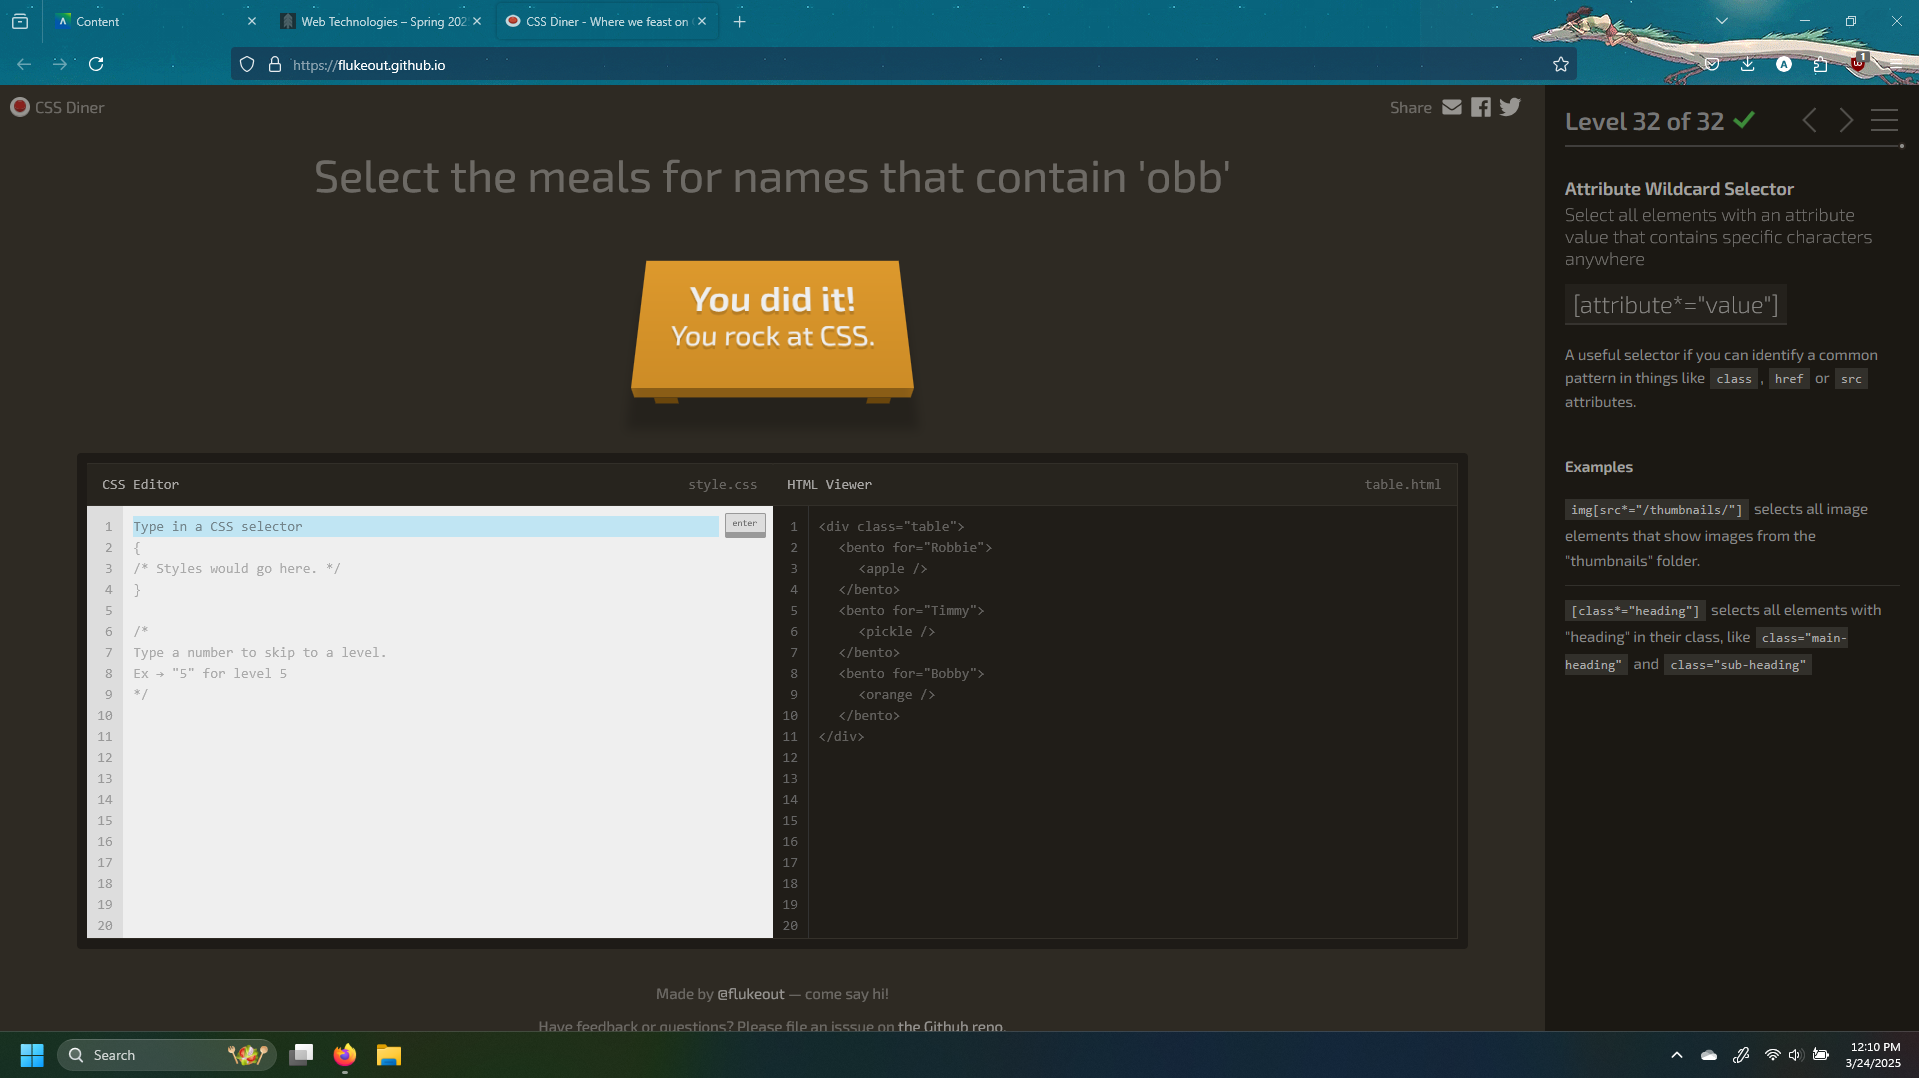 Content
Web Technologies – Spring 202
CSS Diner - Where we feast on
https://flukeout.github.io
A
1
CSS Diner
Share
Select the meals for names that contain 'obb'
You did it!
You rock at CSS.
CSS Editor
style.css
1 Type in a CSS selector
enter
2 {
3 /* Styles would go here. */
4 }
5
6 /*
7 Type a number to skip to a level.
8 Ex → "5" for level 5
9 */
10
11
12
13
14
15
16
17
18
19
20
HTML Viewer
table.html
1 <div class="table">
2 <bento for="Robbie">
3 <apple />
4 </bento>
5 <bento for="Timmy">
6 <pickle />
7 </bento>
8 <bento for="Bobby">
9 <orange />
10 </bento>
11 </div>
12
13
14
15
16
17
18
19
20
Made by @flukeout — come say hi!
Have feedback or questions? Please file an isssue on the Github repo.
Level 32 of 32
Attribute Wildcard Selector
Select all elements with an attribute
value that contains specific characters
anywhere
[attribute*="value"]
A useful selector if you can identify a common
pattern in things like class , href or src
attributes.
Examples
img[src*="/thumbnails/"] selects all image
elements that show images from the
"thumbnails" folder.
[class*="heading"] selects all elements with
"heading" in their class, like class="main-
heading" and class="sub-heading"
Search
12:10 PM
3/24/2025